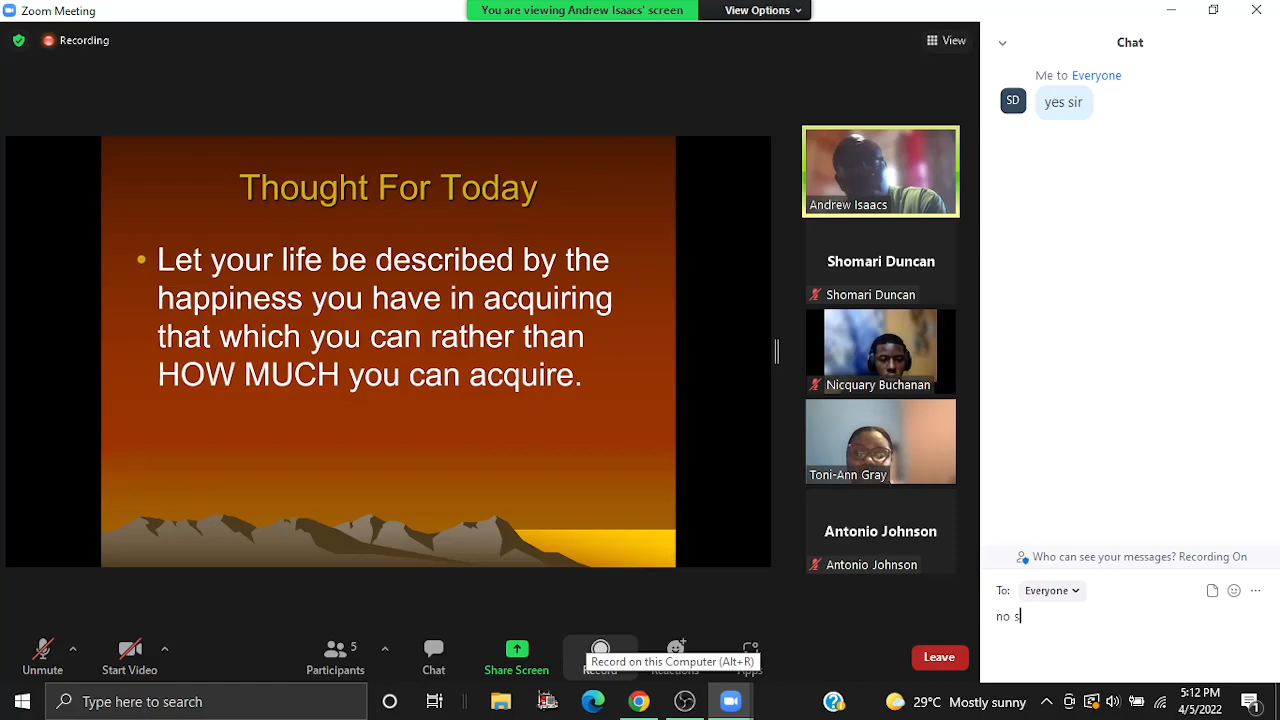 Zoom Meeting
You are viewing Andrew Isaacs' screen
View Options
Recording
View
Thought For Today
• Let your life be described by the
happiness you have in acquiring
that which you can rather than
HOW MUCH you can acquire.
Andrew Isaacs
Shomari Duncan
Shomari Duncan
Nicquary Buchanan
Toni-Ann Gray
Antonio Johnson
Antonio Johnson
Chat
Me to Everyone
SD
yes sir
Who can see your messages? Recording On
To: Everyone
no s
Unmute
Start Video
5
Participants
Chat
Share Screen
Record on this Computer (Alt+R)
Record
Reactions
Apps
Leave
Type here to search
29°C Mostly sunny
5:12 PM
4/5/2022